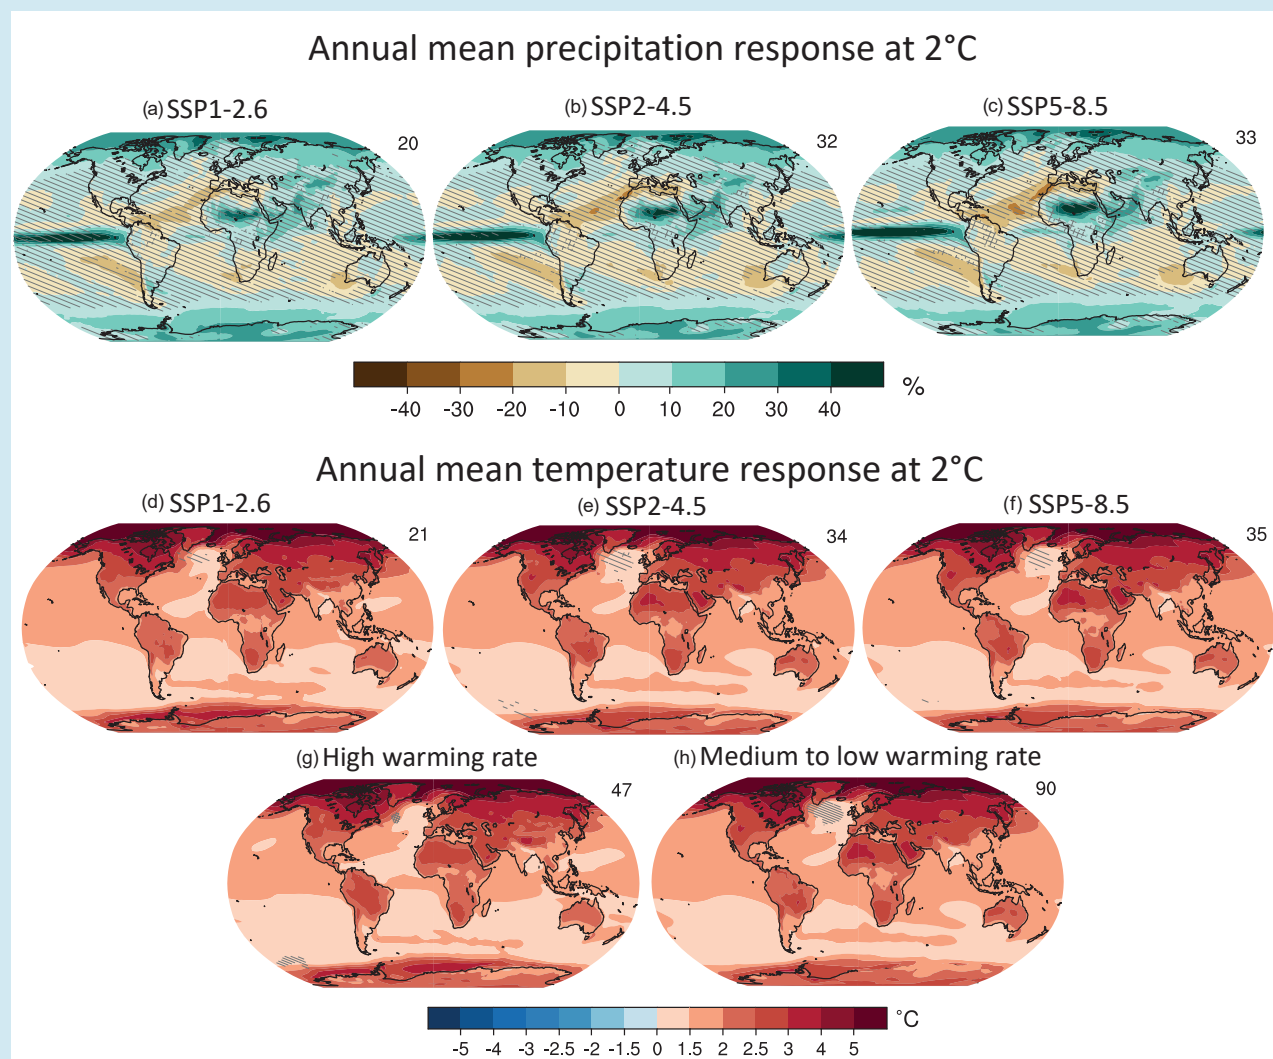 Annual mean precipitation response at 2°C
(a) SSP1-2.6
20
(b) SSP2-4.5
32
(c) SSP5-8.5
33
-40 -30 -20 -10 0 10 20 30 40 %
Annual mean temperature response at 2°C
(d) SSP1-2.6
21
(e) SSP2-4.5
34
(f) SSP5-8.5
35
(g) High warming rate
47
(h) Medium to low warming rate
90
-5 -4 -3 -2.5 -2 -1.5 0 1.5 2 2.5 3 4 5 °C